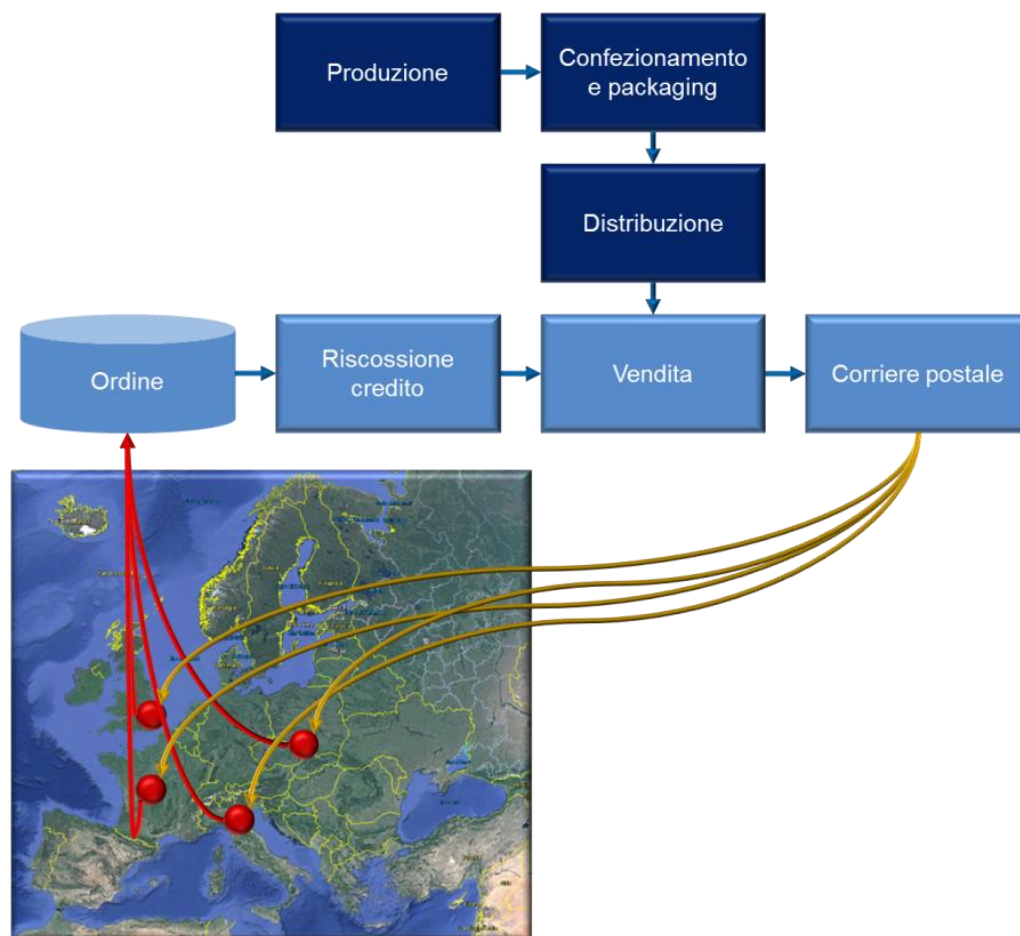 Produzione
Confezionamento
e packaging
Distribuzione
Ordine
Riscossione
credito
Vendita
Corriere postale